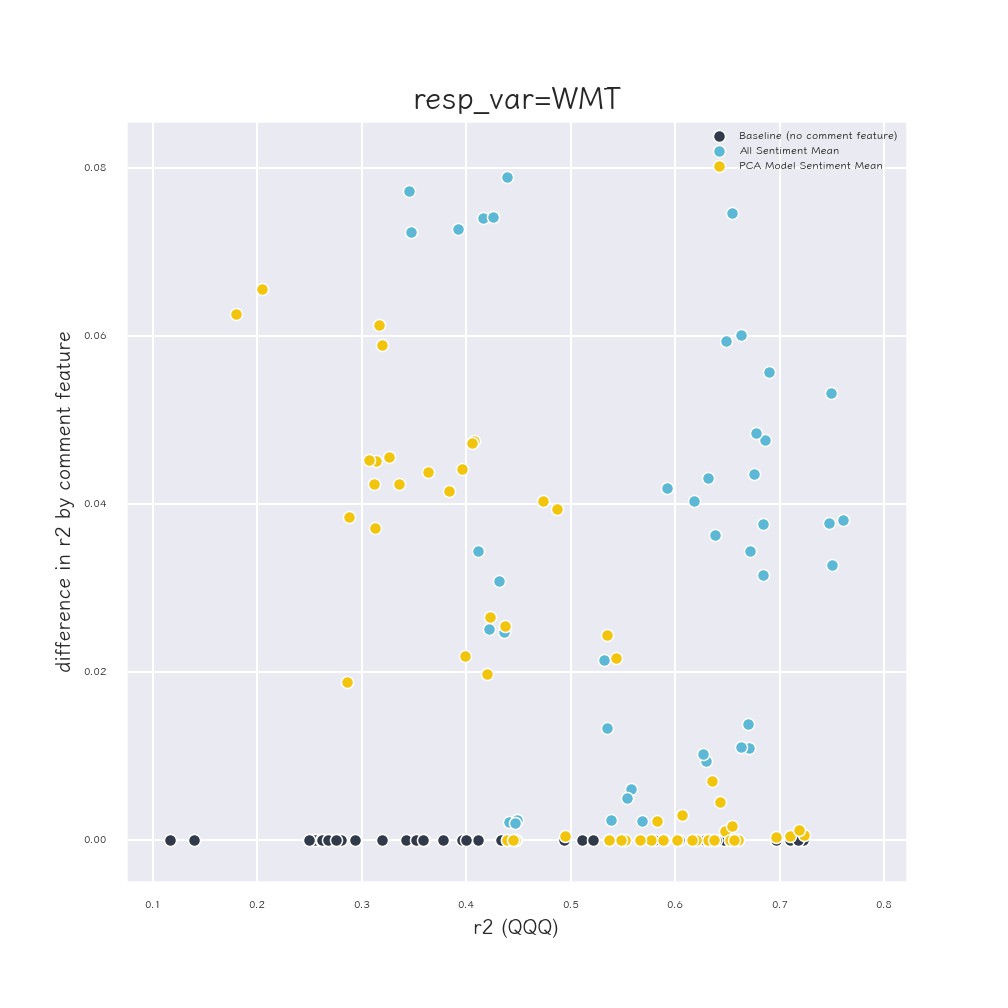 resp_var=WMT
Baseline (no comment feature)
All Sentiment Mean
PCA Model Sentiment Mean
difference in r2 by comment feature
0.08
0.06
0.04
0.02
0.00
0.1 0.2 0.3 0.4 0.5 0.6 0.7 0.8
r2 (QQQ)